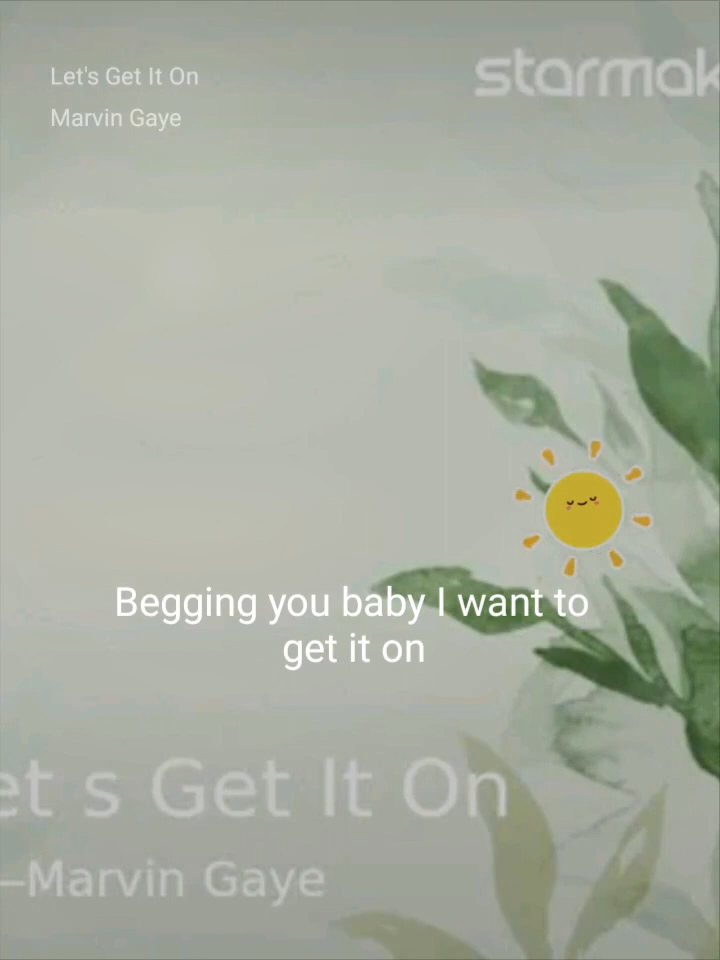 Let's Get It On
Marvin Gaye
starmak
Begging you baby I want to
get it on
et s Get It On
—Marvin Gaye